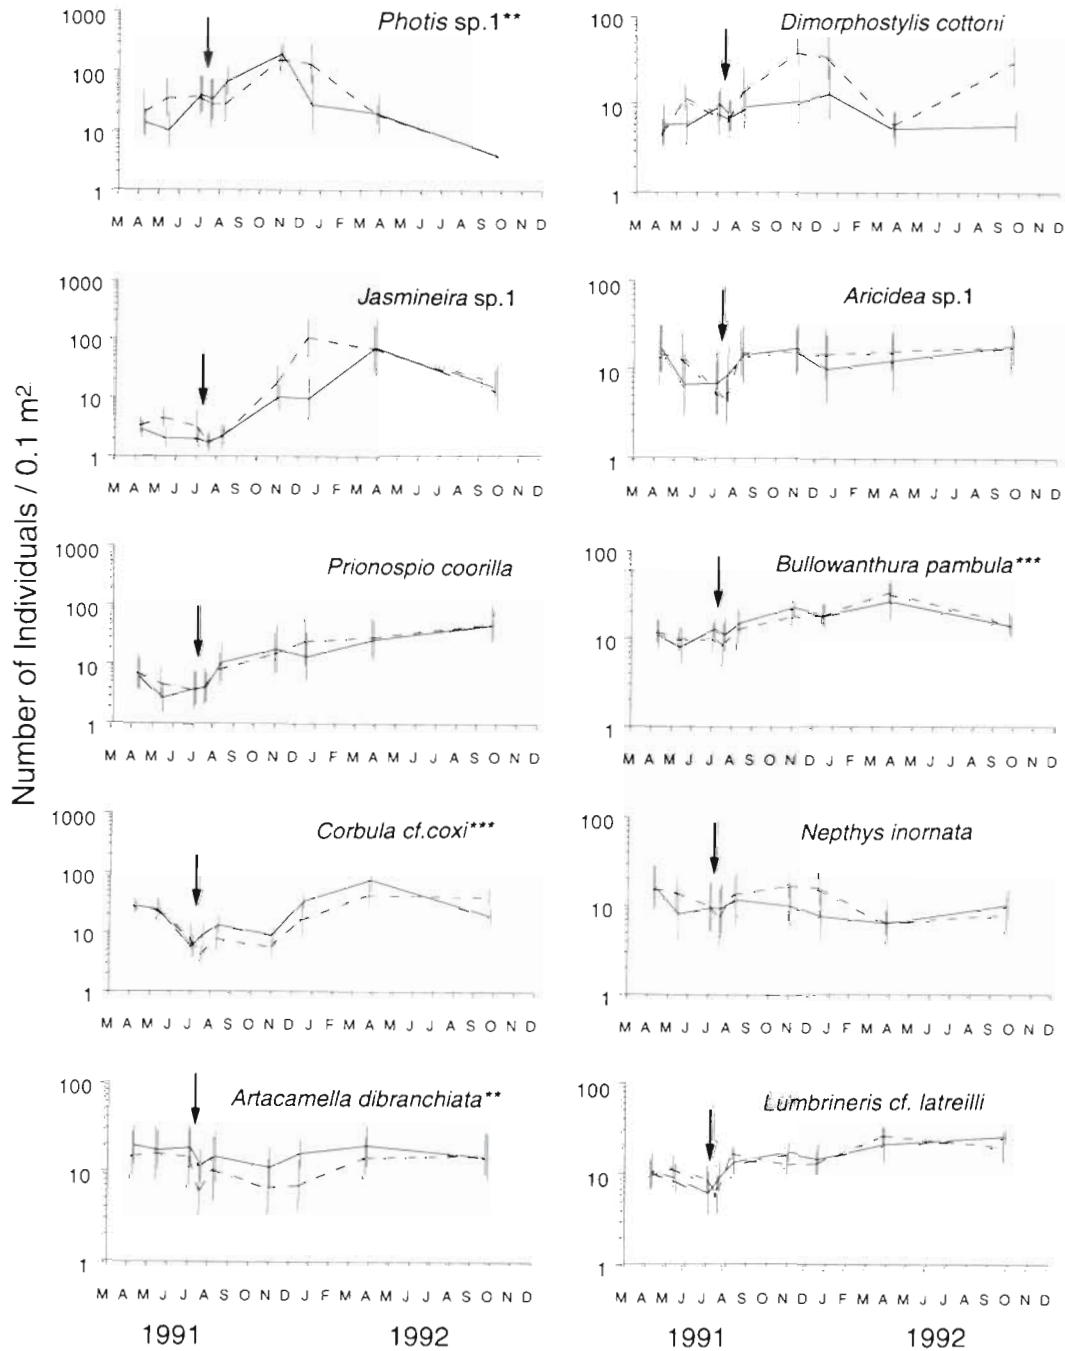 Number of Individuals / 0.1 m²
Photis sp.1**
1000
100
10
1
M A M J J A S O N D J F M A M J J A S O N D
Dimorphostylis cottoni
100
10
1
M A M J J A S O N D J F M A M J J A S O N D
Jasmineira sp.1
1000
100
10
1
M A M J J A S O N D J F M A M J J A S O N D
Aricidea sp.1
100
10
1
M A M J J A S O N D J F M A M J J A S O N D
Prionospio coorilla
1000
100
10
1
M A M J J A S O N D J F M A M J J A S O N D
Bullowanthura pambula***
100
10
1
M A M J J A S O N D J F M A M J J A S O N D
Corbula cf.coxi***
1000
100
10
1
M A M J J A S O N D J F M A M J J A S O N D
Nepthys inornata
100
10
1
M A M J J A S O N D J F M A M J J A S O N D
Artacamella dibranchiata**
100
10
1
M A M J J A S O N D J F M A M J J A S O N D
1991 1992
Lumbrineris cf. latreilli
100
10
1
M A M J J A S O N D J F M A M J J A S O N D
1991 1992